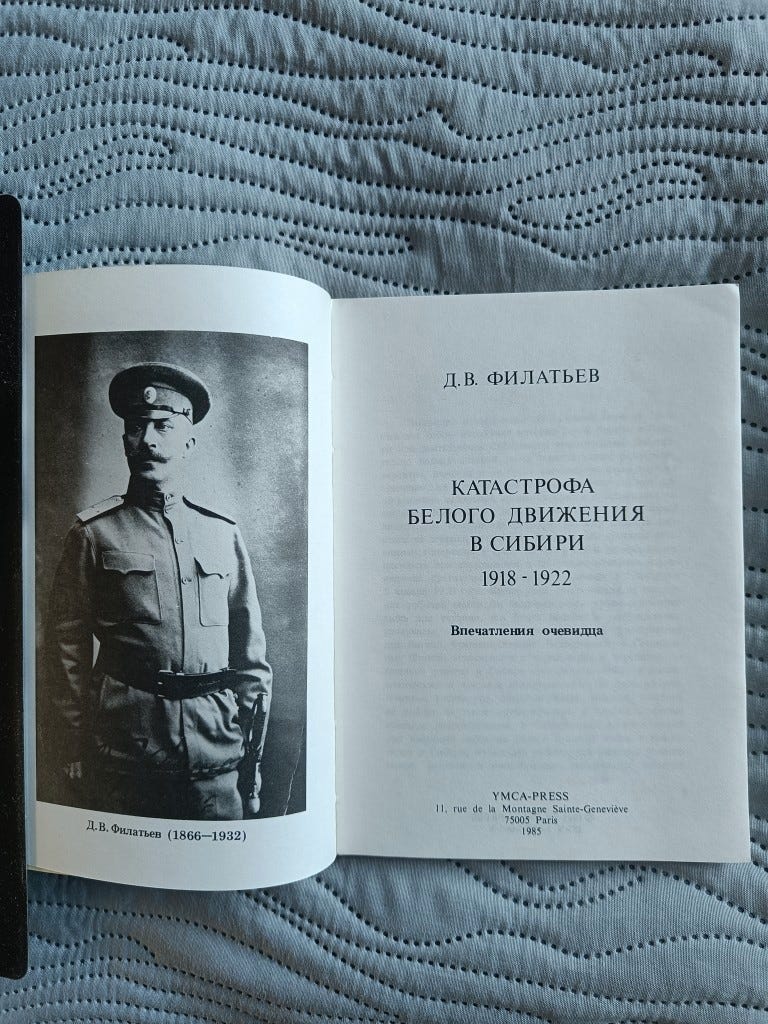 Д.В. Филатьев (1866—1932)
Д.В. ФИЛАТЬЕВ
КАТАСТРОФА
БЕЛОГО ДВИЖЕНИЯ
В СИБИРИ
1918 - 1922
Впечатления очевидца
YMCA-PRESS
11, rue de la Montagne Sainte-Geneviève
75005 Paris
1985